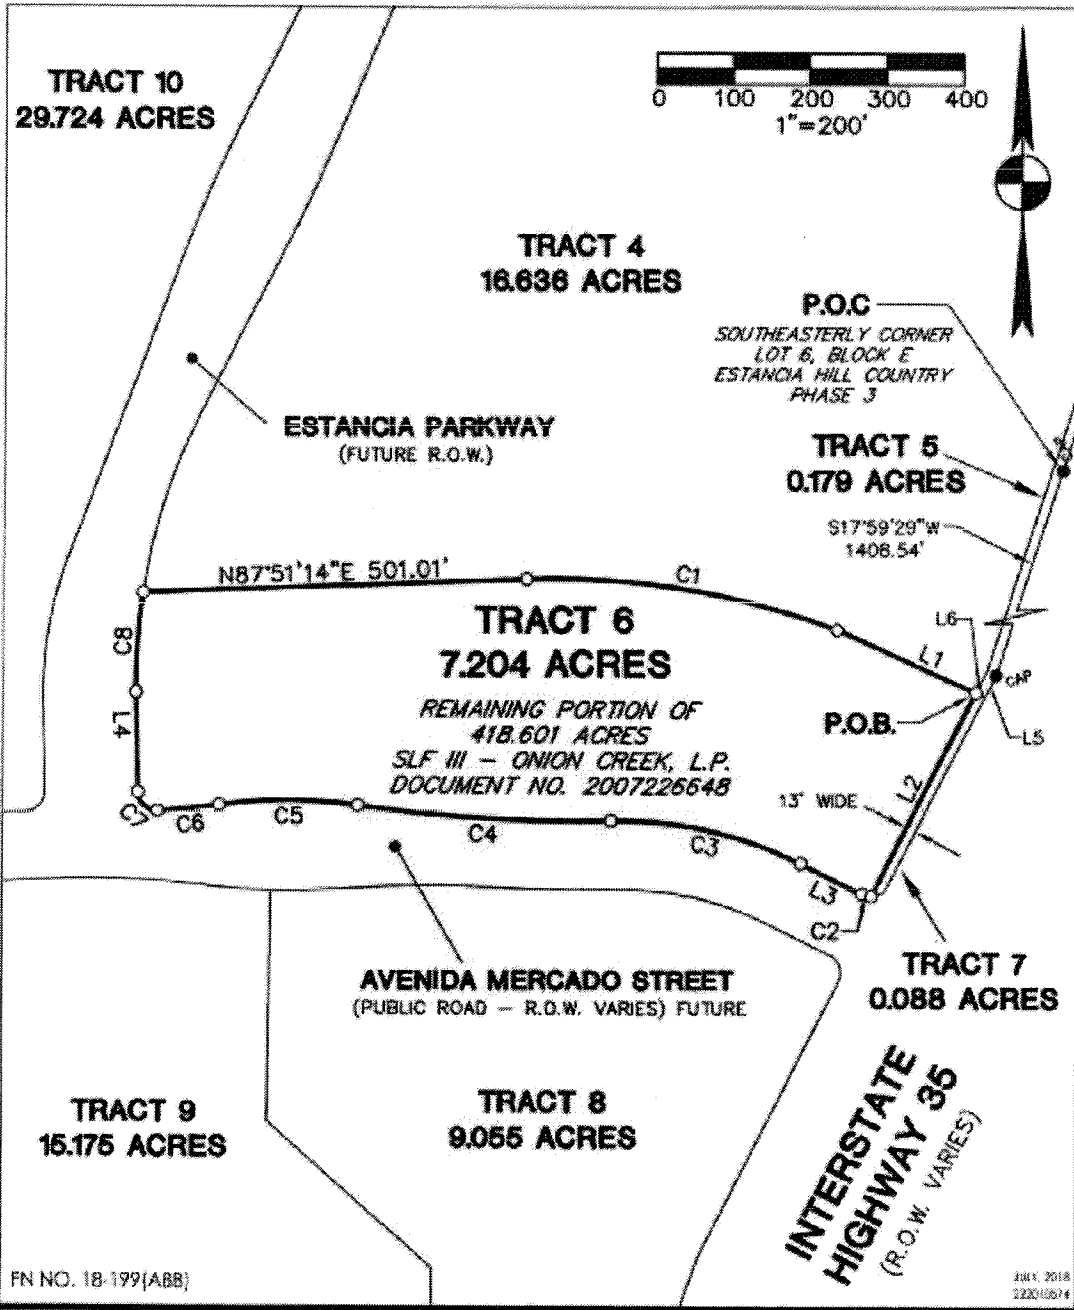 TRACT 10
29.724 ACRES
0 100 200 300 400
1"=200'
TRACT 4
16.636 ACRES
P.O.C
SOUTHEASTERLY CORNER
LOT 6, BLOCK E
ESTANCIA HILL COUNTRY
PHASE 3
ESTANCIA PARKWAY
(FUTURE R.O.W.)
TRACT 5
0.179 ACRES
S17°59'29"W
1408.54'
N87°51'14"E 501.01'
C1
C8
TRACT 6
7.204 ACRES
L6
L1
CAP
REMAINING PORTION OF
418.601 ACRES
SLF III – ONION CREEK, L.P.
DOCUMENT NO. 2007226648
P.O.B.
L5
L4
L2
13' WIDE
C7
C6
C5
C4
C3
L3
C2
AVENIDA MERCADO STREET
(PUBLIC ROAD – R.O.W. VARIES) FUTURE
TRACT 7
0.088 ACRES
TRACT 9
15.175 ACRES
TRACT 8
9.055 ACRES
INTERSTATE
HIGHWAY 35
(R.O.W. VARIES)
FN NO. 18-199(ABB)
JULY, 2018